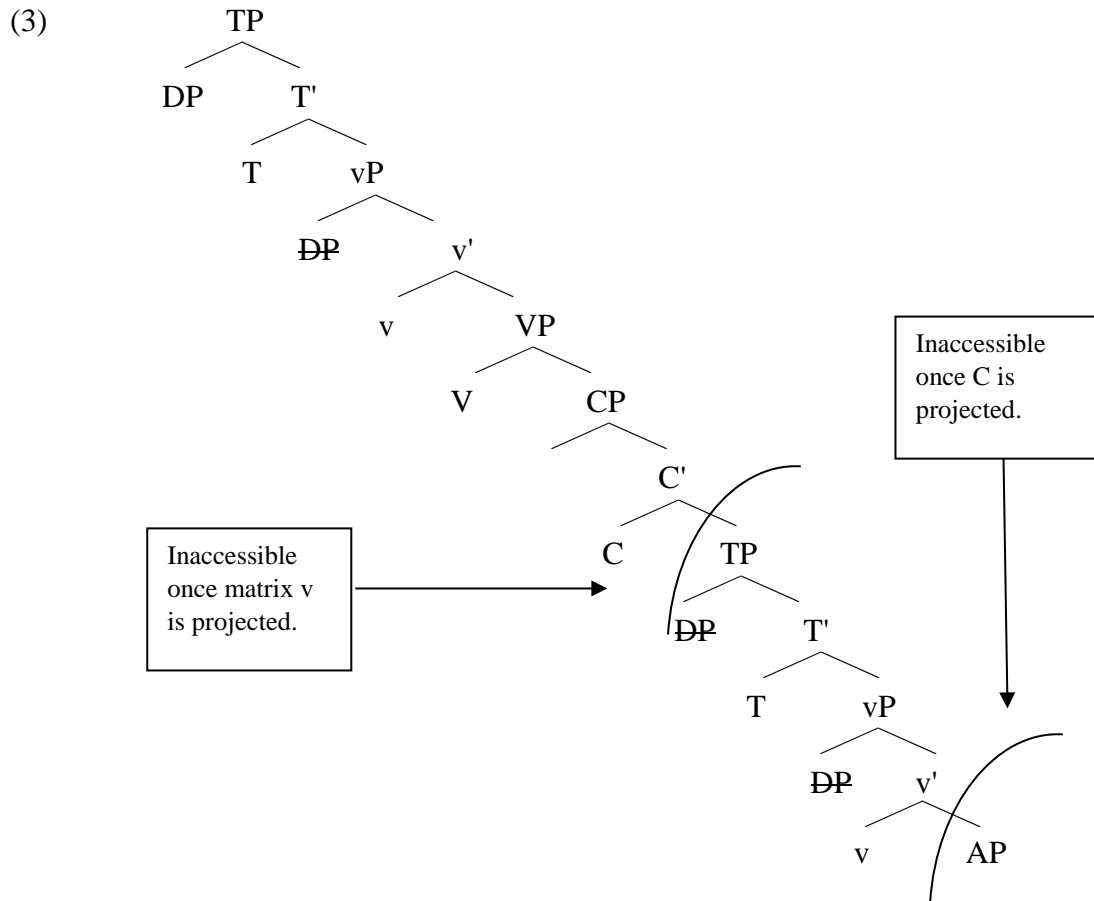 (3)
TP
DP T'
T vP
DP v'
v VP
Inaccessible
once C is
projected.
V CP
C'
Inaccessible
once matrix v
is projected.
C TP
DP T'
T vP
DP v'
v AP